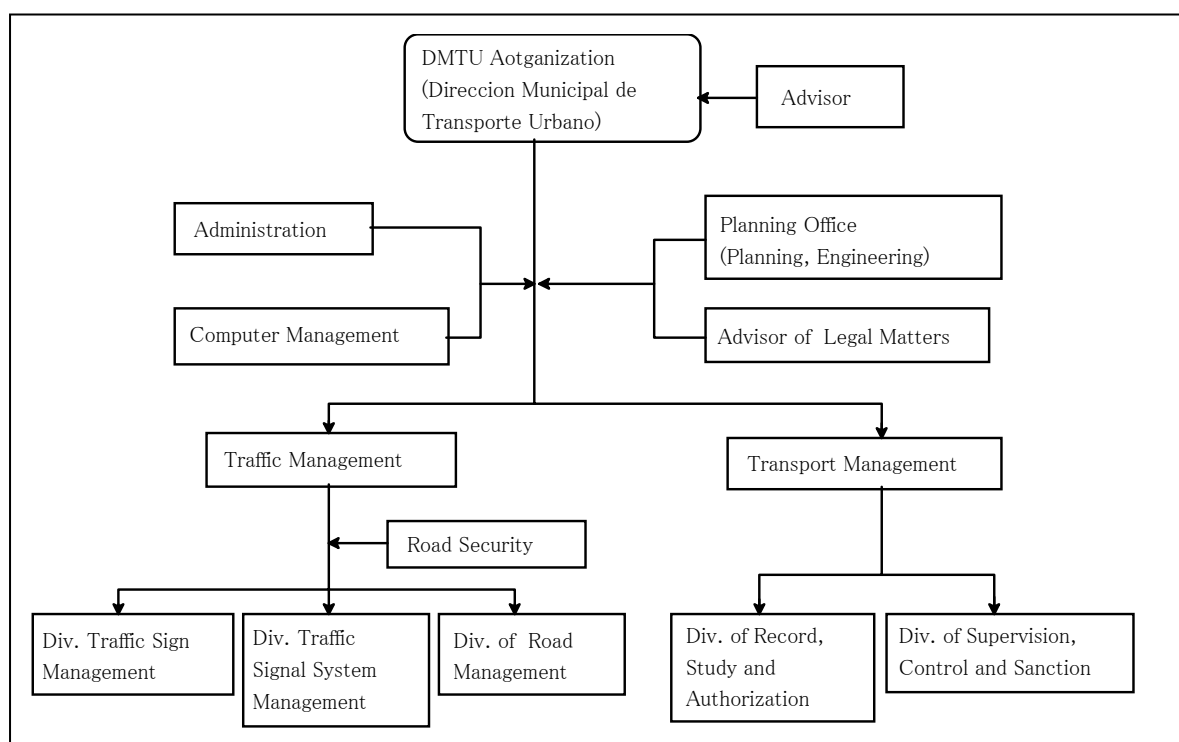 DMTU Aotganization
(Direccion Municipal de
Transporte Urbano)
Advisor
Administration
Planning Office
(Planning, Engineering)
Computer Management
Advisor of Legal Matters
Traffic Management
Transport Management
Road Security
Div. Traffic Sign
Management
Div. Traffic
Signal System
Management
Div. of Road
Management
Div. of Record,
Study and
Authorization
Div. of Supervision,
Control and Sanction